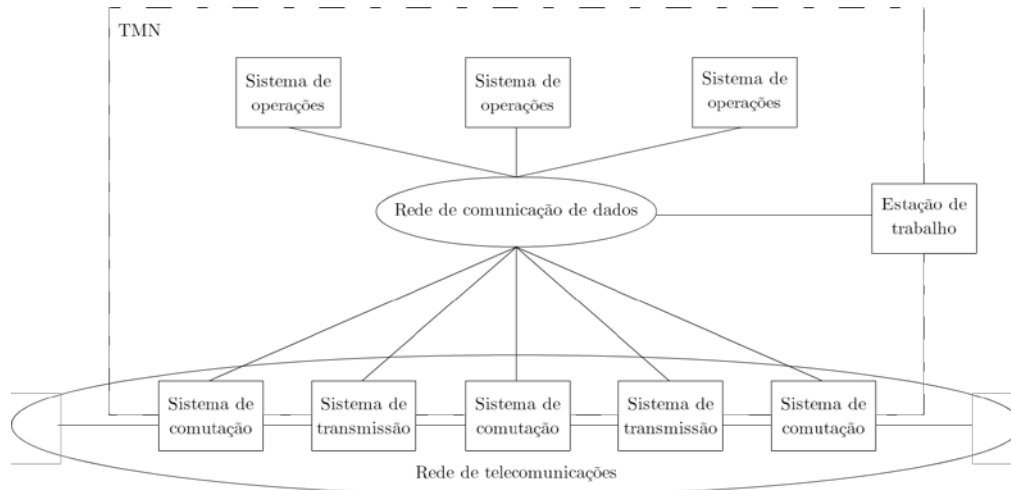 TMN
Sistema de
operações
Sistema de
operações
Sistema de
operações
Rede de comunicação de dados
Estação de
trabalho
Sistema de
comutação
Sistema de
transmissão
Sistema de
comutação
Sistema de
transmissão
Sistema de
comutação
Rede de telecomunicações